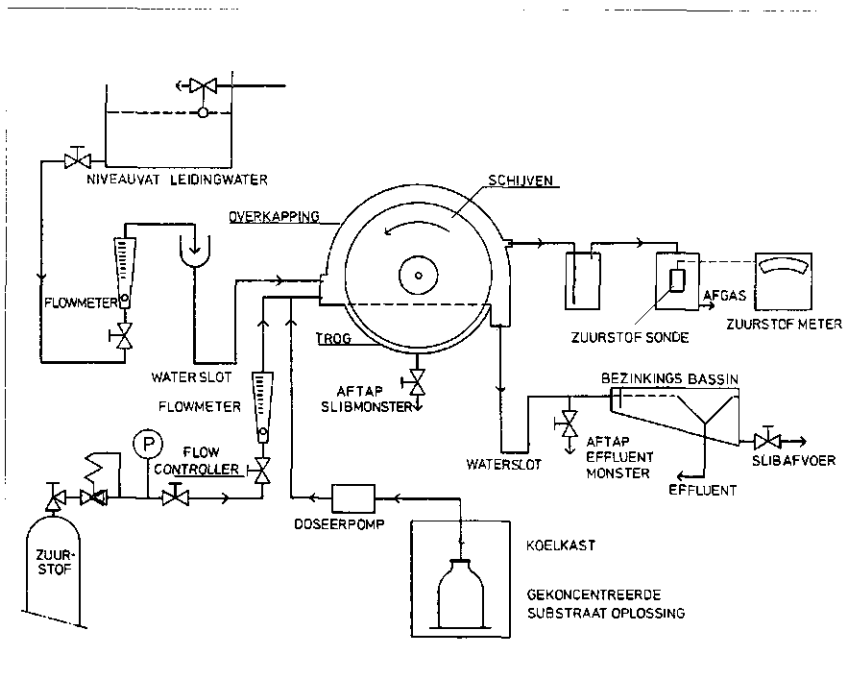 NIVEAUVAT LEIDINGWATER
SCHIJVEN
OVERKAPPING
FLOWMETER
AFGAS
ZUURSTOF SONDE
ZUURSTOF METER
TROG
WATERSLOT
FLOWMETER
AFTAP
SLIBMONSTER
BEZINKINGS BASSIN
P
FLOW
CONTROLLER
WATERSLOT
AFTAP
EFFLUENT
MONSTER
SLIBAFVOER
EFFLUENT
DOSEERPOMP
ZUUR-
STOF
KOELKAST
GEKONCENTREERDE
SUBSTRAAT OPLOSSING